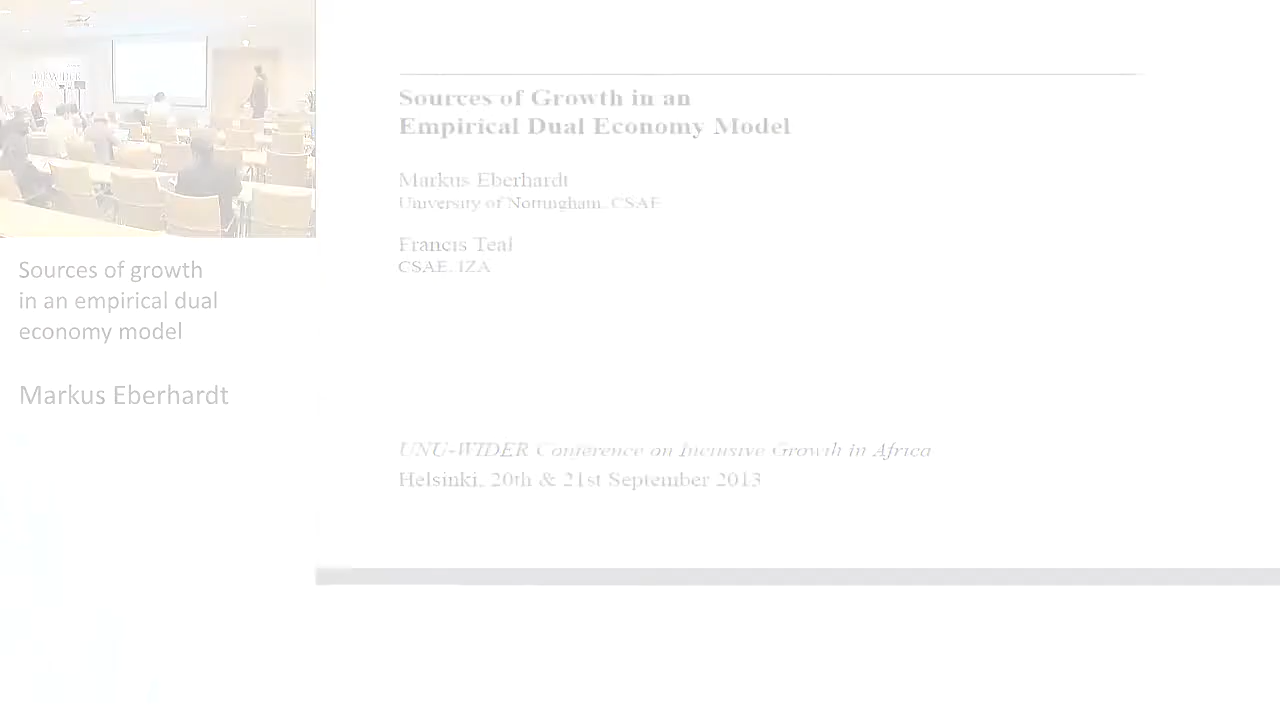 Sources of growth
in an empirical dual
economy model
Markus Eberhardt
Sources of Growth in an
Empirical Dual Economy Model
Markus Eberhardt
University of Nottingham, CSAE
Francis Teal
CSAE, IZA
UNU-WIDER Conference on Inclusive Growth in Africa
Helsinki, 20th & 21st September 2013